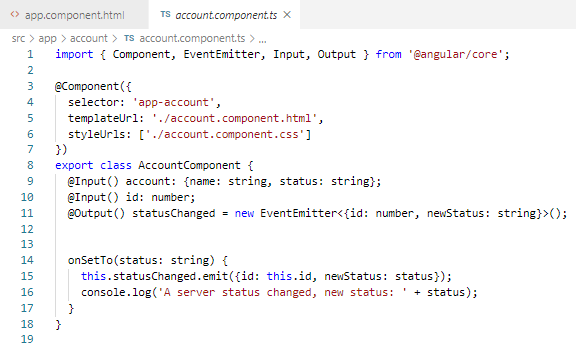 <> app.component.html
TS account.component.ts ×
src > app > account > TS account.component.ts > ...
1 import { Component, EventEmitter, Input, Output } from '@angular/core';
2
3 @Component({
4   selector: 'app-account',
5   templateUrl: './account.component.html',
6   styleUrls: ['./account.component.css']
7 })
8 export class AccountComponent {
9   @Input() account: {name: string, status: string};
10   @Input() id: number;
11   @Output() statusChanged = new EventEmitter<{id: number, newStatus: string}>();
12
13
14   onSetTo(status: string) {
15     this.statusChanged.emit({id: this.id, newStatus: status});
16     console.log('A server status changed, new status: ' + status);
17   }
18 }
19